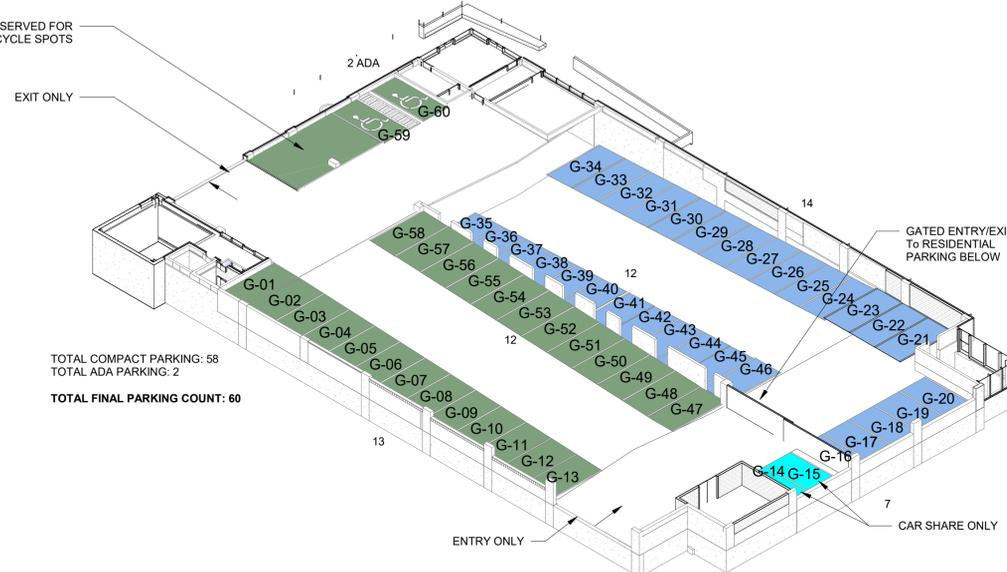 SERVED FOR
CYCLE SPOTS
EXIT ONLY
2 ADA
G-60
G-59
G-34
G-33
G-32
G-31
G-30
G-29
G-28
G-27
G-26
G-25
G-24
G-23
G-22
G-21
14
GATED ENTRY/EXI
To RESIDENTIAL
PARKING BELOW
G-35
G-36
G-37
G-38
G-39
G-40
G-41
G-42
G-43
G-44
G-45
G-46
12
G-58
G-57
G-56
G-55
G-54
G-53
G-52
G-51
G-50
G-49
G-48
G-47
12
G-01
G-02
G-03
G-04
G-05
G-06
G-07
G-08
G-09
G-10
G-11
G-12
G-13
13
TOTAL COMPACT PARKING: 58
TOTAL ADA PARKING: 2
TOTAL FINAL PARKING COUNT: 60
G-20
G-19
G-18
G-17
G-16
G-14 G-15
7
CAR SHARE ONLY
ENTRY ONLY